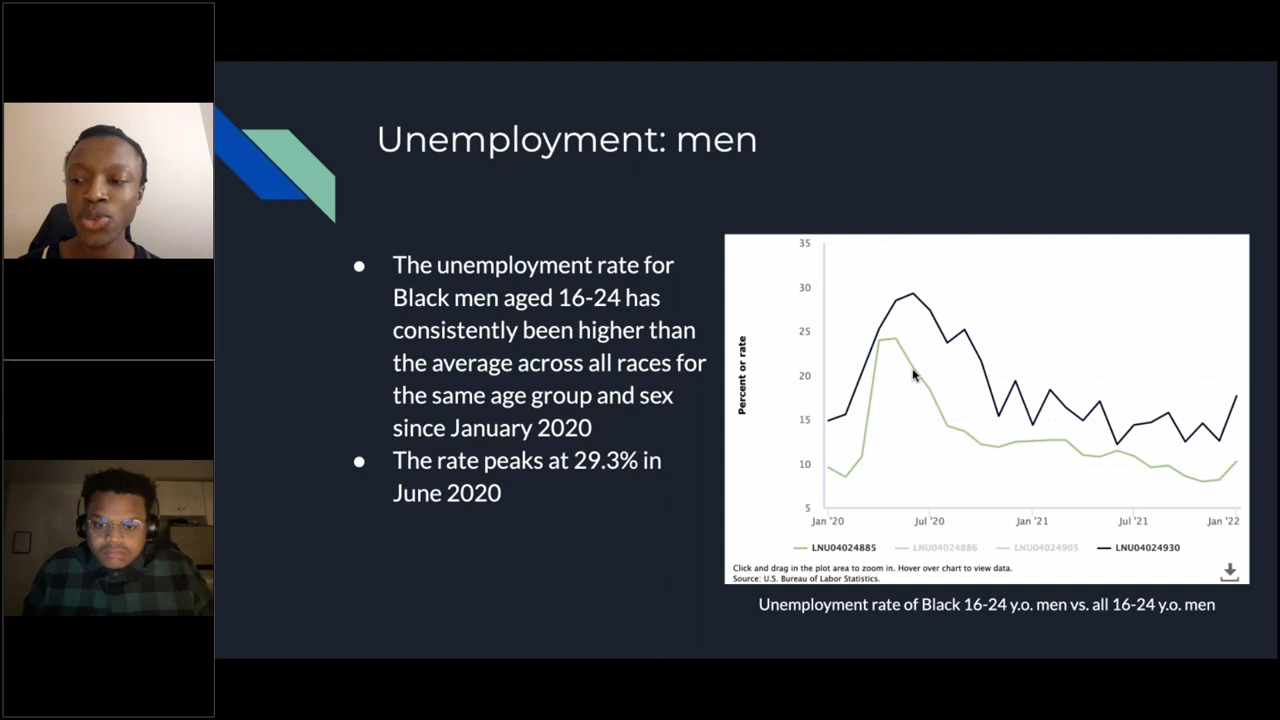 Unemployment: men
● The unemployment rate for
Black men aged 16-24 has
consistently been higher than
the average across all races for
the same age group and sex
since January 2020
● The rate peaks at 29.3% in
June 2020
Percent or rate
35
30
25
20
15
10
5
Jan '20 Jul '20 Jan '21 Jul '21 Jan '22
LNU04024885 LNU04024886 LNU04024905 LNU04024930
Click and drag in the plot area to zoom in. Hover over chart to view data.
Source: U.S. Bureau of Labor Statistics.
Unemployment rate of Black 16-24 y.o. men vs. all 16-24 y.o. men